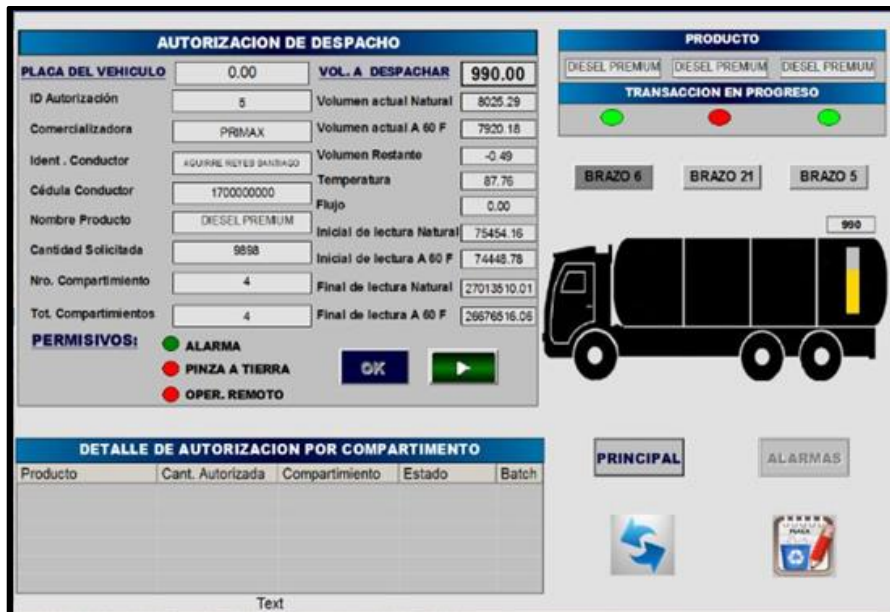 AUTORIZACION DE DESPACHO
PLACA DEL VEHICULO 0.00 VOL. A DESPACHAR 990.00
ID Autorización 5 Volumen actual Natural 8025.29
Comercializadora PRIMAX Volumen actual A 60 F 7920.18
Ident . Conductor AGUIRRE REYES SANTIAGO Volumen Restante -0.49
Cédula Conductor 1700000000 Temperatura 87.76
Flujo 0.00
Nombre Producto DIESEL PREMIUM Inicial de lectura Natural 75454.16
Cantidad Solicitada 9898 Inicial de lectura A 60 F 74448.78
Nro. Compartimiento 4 Final de lectura Natural 27013510.01
Tot. Compartimientos 4 Final de lectura A 60 F 26676516.06
PERMISIVOS: ALARMA
PINZA A TIERRA
OPER. REMOTO
OK
PRODUCTO
DIESEL PREMIUM DIESEL PREMIUM DIESEL PREMIUM
TRANSACCION EN PROGRESO
BRAZO 6 BRAZO 21 BRAZO 5
990
DETALLE DE AUTORIZACION POR COMPARTIMENTO
Producto Cant. Autorizada Compartimiento Estado Batch
Text
PRINCIPAL ALARMAS
PLACA